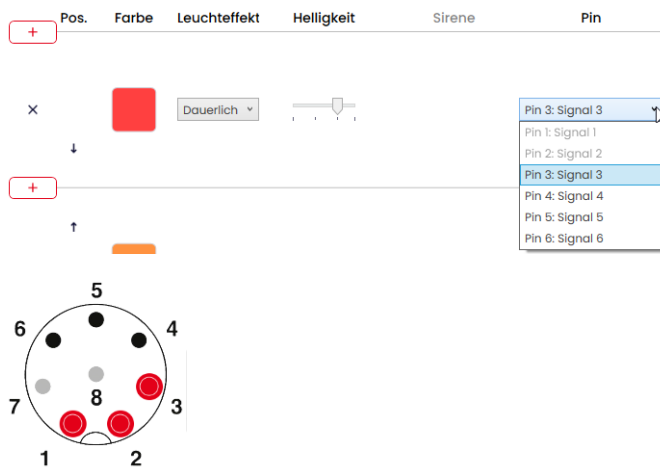 Pos. Farbe Leuchteffekt Helligkeit Sirene Pin
+
× Dauerlich Pin 3: Signal 3
Pin 1: Signal 1
Pin 2: Signal 2
Pin 3: Signal 3
Pin 4: Signal 4
Pin 5: Signal 5
Pin 6: Signal 6
↓
+
↑
5
6 4
7 8 3
1 2